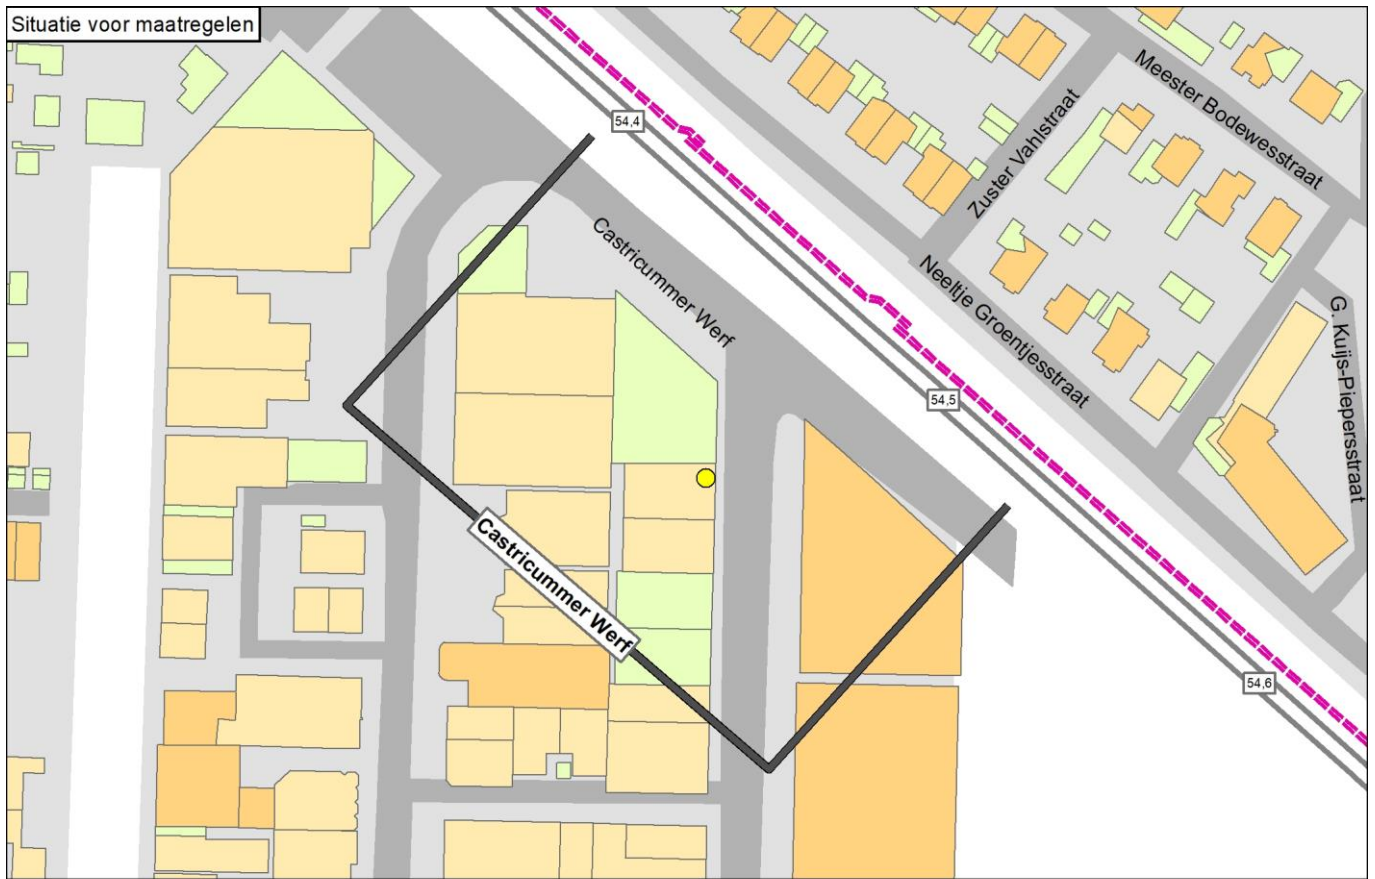 Situatie voor maatregelen
54,4
Meester Bodewesstraat
Zuster Vahlstraat
Castricummer Werf
Neeltje Groentjesstraat
G. Kuijs-Piepersstraat
54,5
Castricummer Werf
54,6